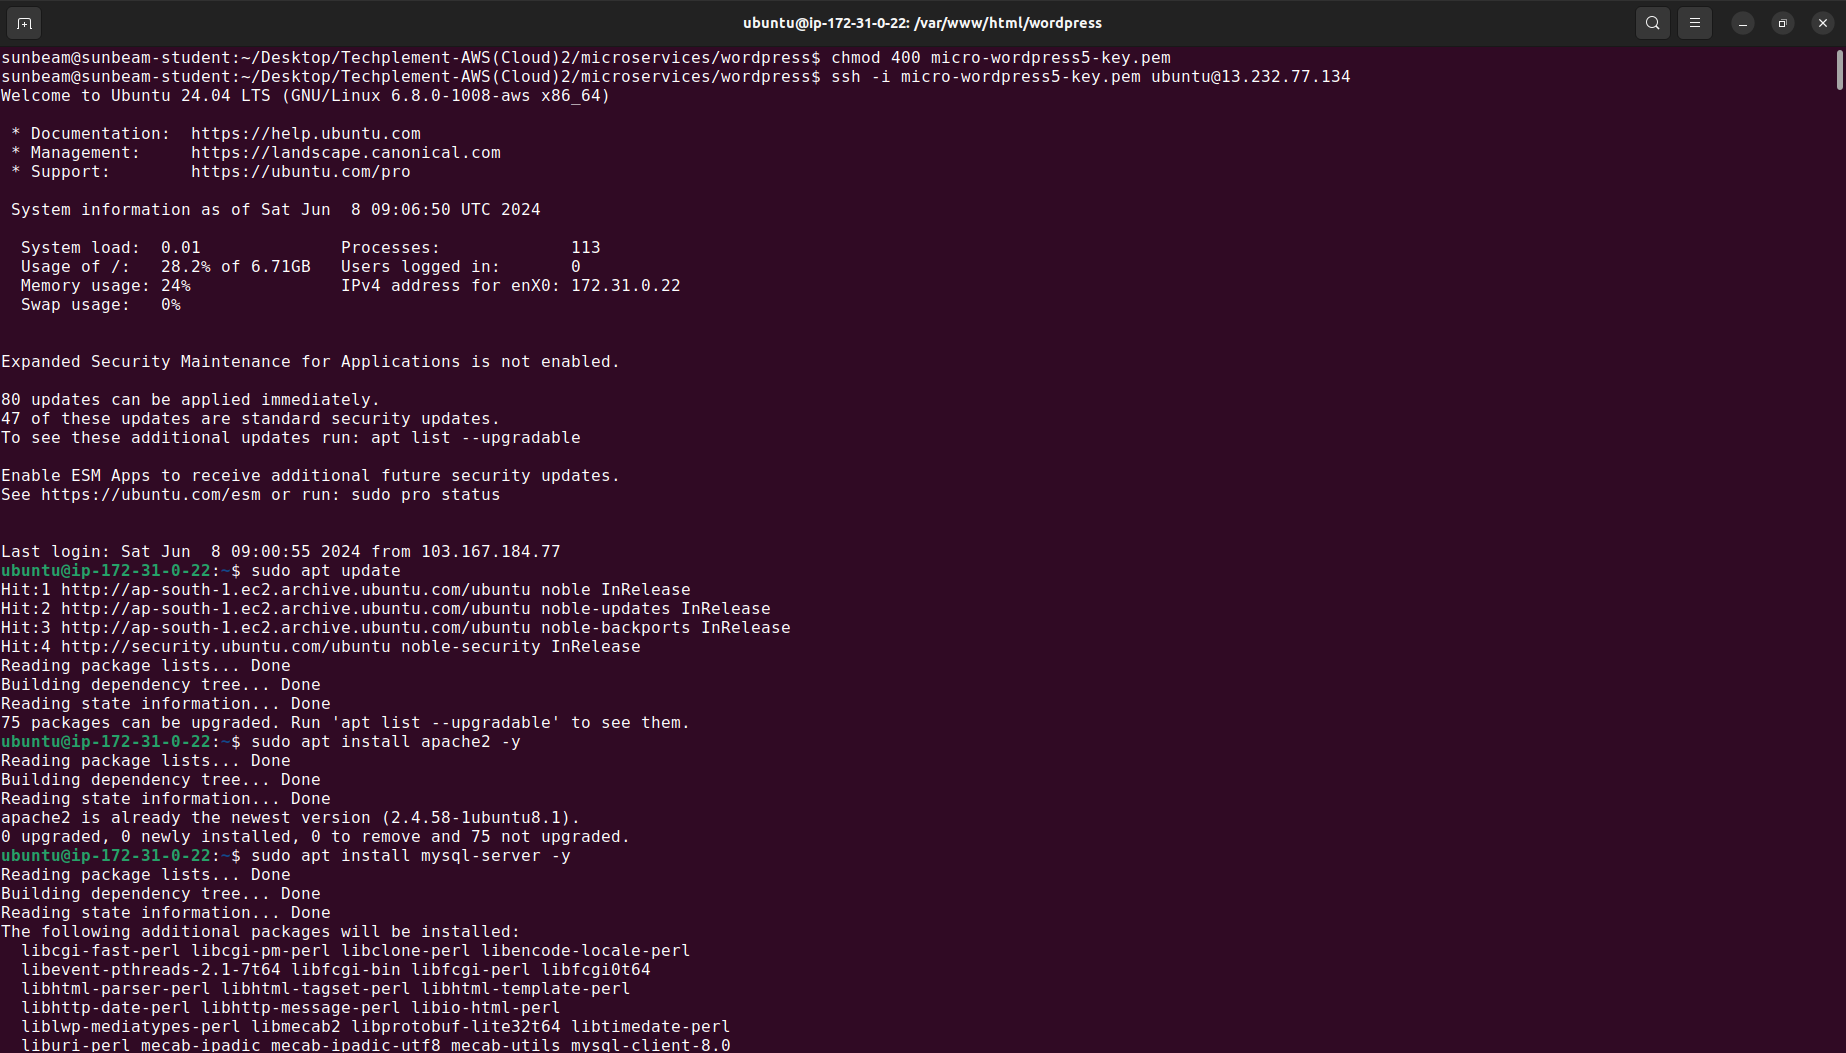 ubuntu@ip-172-31-0-22: /var/www/html/wordpress
sunbeam@sunbeam-student:~/Desktop/Techplement-AWS(Cloud)2/microservices/wordpress$ chmod 400 micro-wordpress5-key.pem
sunbeam@sunbeam-student:~/Desktop/Techplement-AWS(Cloud)2/microservices/wordpress$ ssh -i micro-wordpress5-key.pem ubuntu@13.232.77.134
Welcome to Ubuntu 24.04 LTS (GNU/Linux 6.8.0-1008-aws x86_64)
* Documentation:  https://help.ubuntu.com
* Management:     https://landscape.canonical.com
* Support:        https://ubuntu.com/pro
System information as of Sat Jun  8 09:06:50 UTC 2024
System load:  0.01              Processes:             113
Usage of /:   28.2% of 6.71GB   Users logged in:       0
Memory usage: 24%               IPv4 address for enX0: 172.31.0.22
Swap usage:   0%
Expanded Security Maintenance for Applications is not enabled.
80 updates can be applied immediately.
47 of these updates are standard security updates.
To see these additional updates run: apt list --upgradable
Enable ESM Apps to receive additional future security updates.
See https://ubuntu.com/esm or run: sudo pro status
Last login: Sat Jun  8 09:00:55 2024 from 103.167.184.77
ubuntu@ip-172-31-0-22:~$ sudo apt update
Hit:1 http://ap-south-1.ec2.archive.ubuntu.com/ubuntu noble InRelease
Hit:2 http://ap-south-1.ec2.archive.ubuntu.com/ubuntu noble-updates InRelease
Hit:3 http://ap-south-1.ec2.archive.ubuntu.com/ubuntu noble-backports InRelease
Hit:4 http://security.ubuntu.com/ubuntu noble-security InRelease
Reading package lists... Done
Building dependency tree... Done
Reading state information... Done
75 packages can be upgraded. Run 'apt list --upgradable' to see them.
ubuntu@ip-172-31-0-22:~$ sudo apt install apache2 -y
Reading package lists... Done
Building dependency tree... Done
Reading state information... Done
apache2 is already the newest version (2.4.58-1ubuntu8.1).
0 upgraded, 0 newly installed, 0 to remove and 75 not upgraded.
ubuntu@ip-172-31-0-22:~$ sudo apt install mysql-server -y
Reading package lists... Done
Building dependency tree... Done
Reading state information... Done
The following additional packages will be installed:
libcgi-fast-perl libcgi-pm-perl libclone-perl libencode-locale-perl
libevent-pthreads-2.1-7t64 libfcgi-bin libfcgi-perl libfcgi0t64
libhtml-parser-perl libhtml-tagset-perl libhtml-template-perl
libhttp-date-perl libhttp-message-perl libio-html-perl
liblwp-mediatypes-perl libmecab2 libprotobuf-lite32t64 libtimedate-perl
liburi-perl mecab-ipadic mecab-ipadic-utf8 mecab-utils mysql-client-8.0